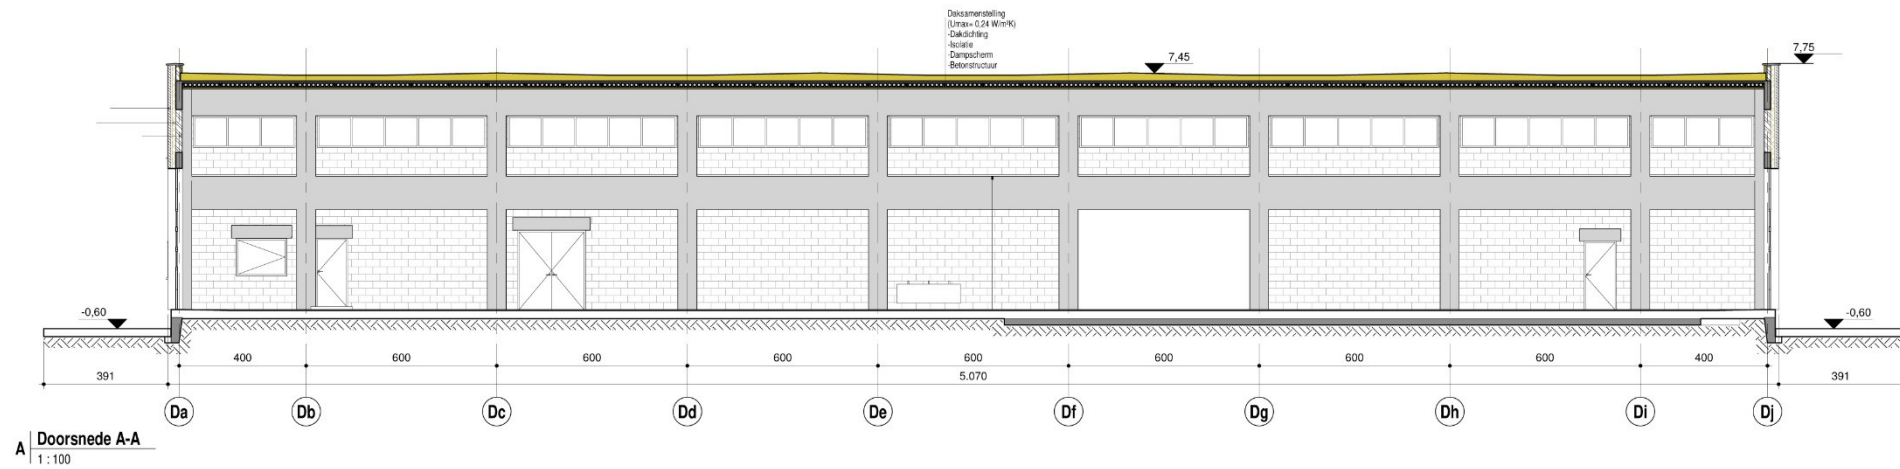 Daksamenstelling
(Umax= 0,24 W/m²K)
-Dakdichting
-Isolatie
-Dampscherm
-Betonstructuur
7,45
7,75
-0,60
-0,60
400 600 600 600 600 600 600 600 400
391 5.070 391
Da Db Dc Dd De Df Dg Dh Di Dj
A Doorsnede A-A
1 : 100